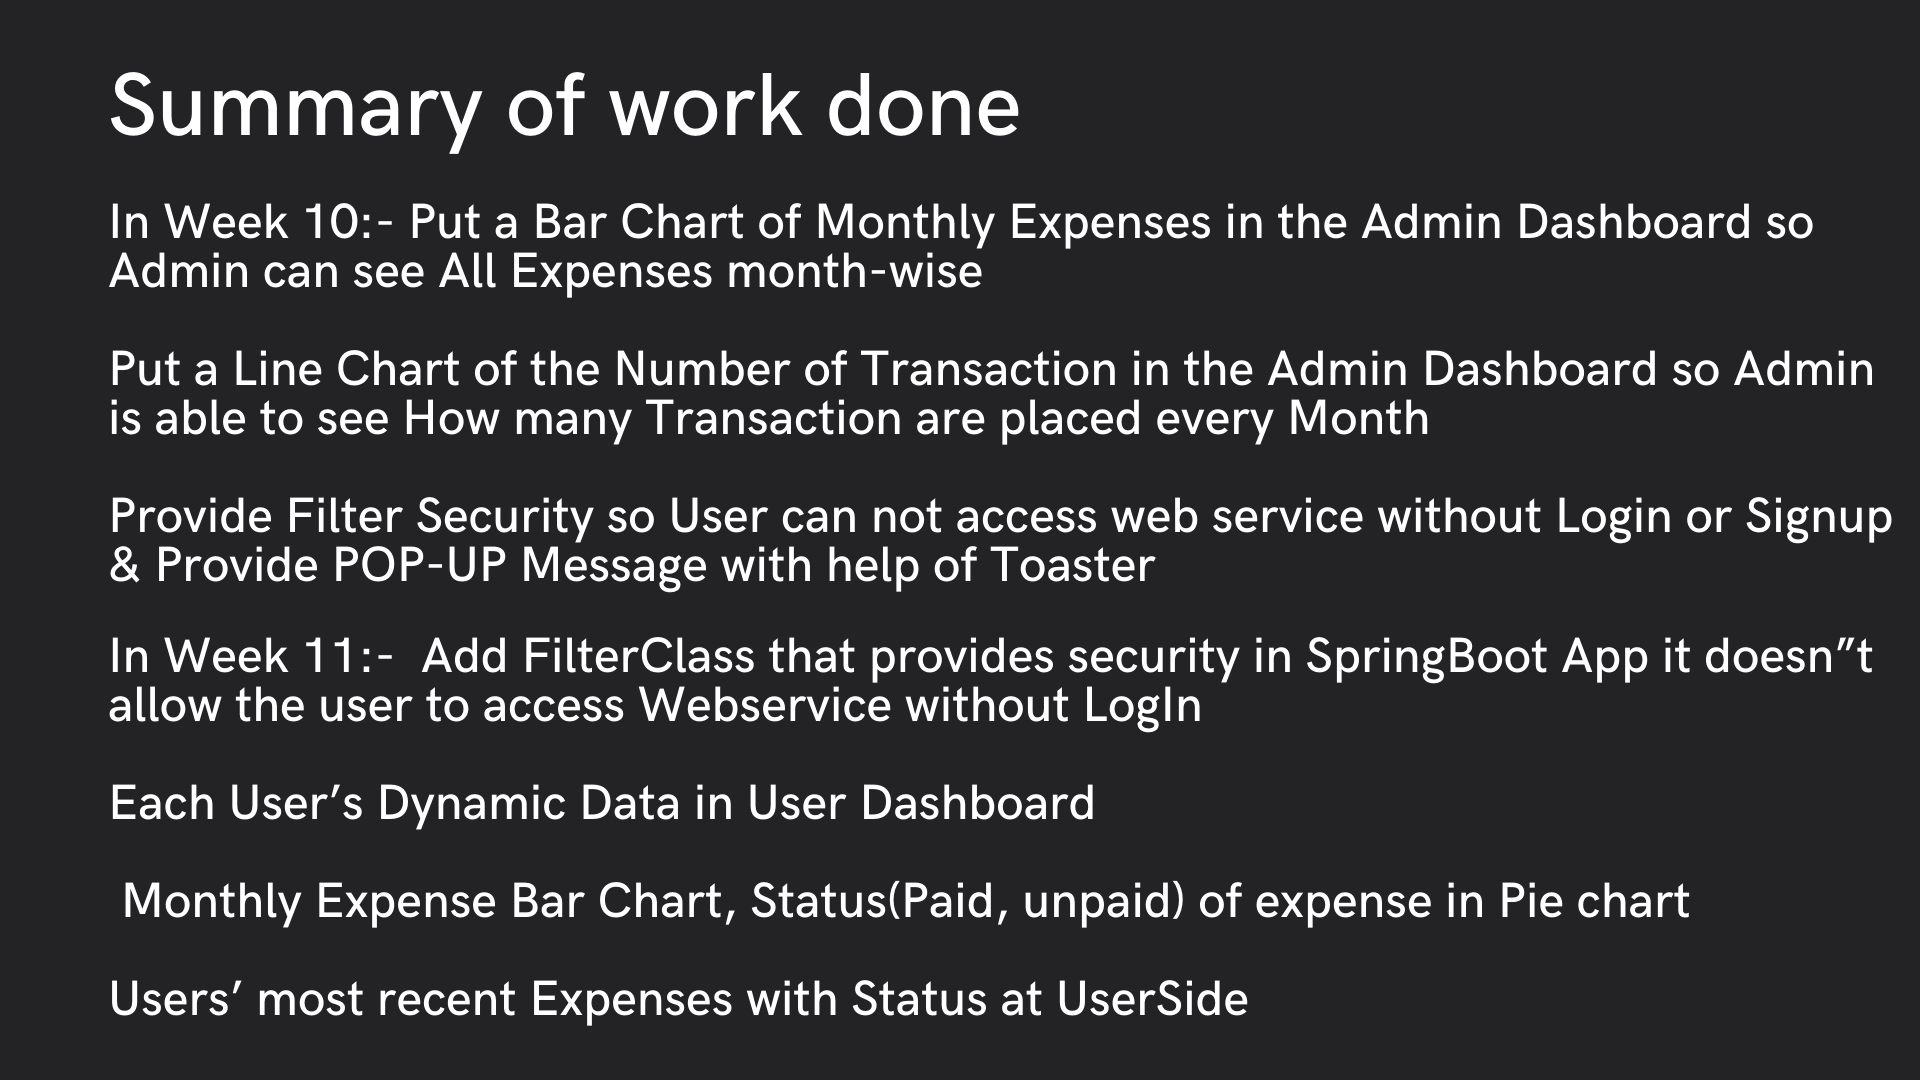 Summary of work done
In Week 10:- Put a Bar Chart of Monthly Expenses in the Admin Dashboard so
Admin can see All Expenses month-wise
Put a Line Chart of the Number of Transaction in the Admin Dashboard so Admin
is able to see How many Transaction are placed every Month
Provide Filter Security so User can not access web service without Login or Signup
& Provide POP-UP Message with help of Toaster
In Week 11:-  Add FilterClass that provides security in SpringBoot App it doesn”t
allow the user to access Webservice without LogIn
Each User’s Dynamic Data in User Dashboard
Monthly Expense Bar Chart, Status(Paid, unpaid) of expense in Pie chart
Users’ most recent Expenses with Status at UserSide